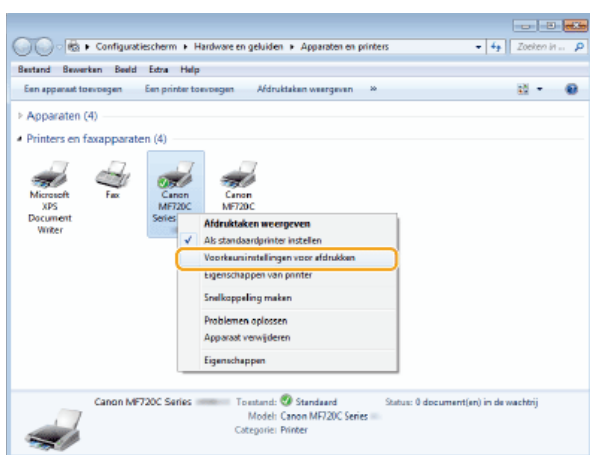 Configuratiescherm ▸ Hardware en geluiden ▸ Apparaten en printers
Zoeken in ...
Bestand Bewerken Beeld Extra Help
Een apparaat toevoegen Een printer toevoegen Afdruktaken weergeven »
Apparaten (4)
Printers en faxapparaten (4)
Microsoft XPS Document Writer
Fax
Canon MF720C Series
Canon MF720C
Afdruktaken weergeven
Als standaardprinter instellen
Voorkeursinstellingen voor afdrukken
Eigenschappen van printer
Snelkoppeling maken
Problemen oplossen
Apparaat verwijderen
Eigenschappen
Canon MF720C Series Toestand: Standaard Status: 0 document(en) in de wachtrij
Model: Canon MF720C Series
Categorie: Printer